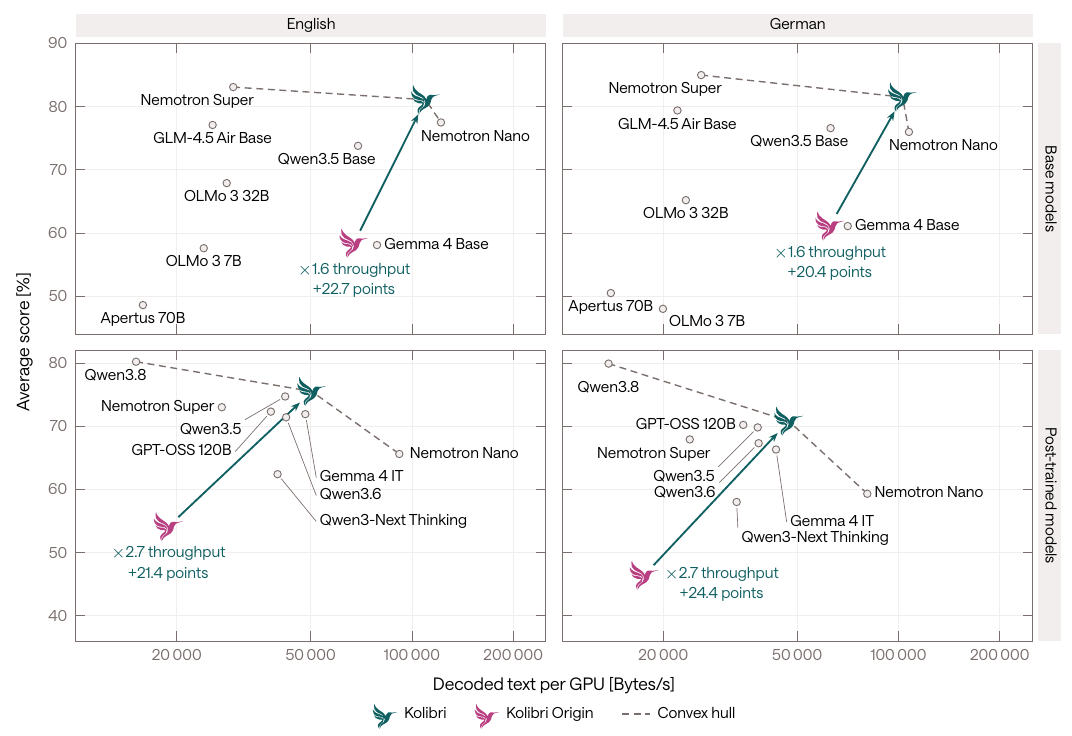 English
German
Average score [%]
Base models
90
80
70
60
50
Nemotron Super
GLM-4.5 Air Base
Nemotron Nano
Qwen3.5 Base
OLMo 3 32B
Gemma 4 Base
OLMo 3 7B
×1.6 throughput
+22.7 points
Apertus 70B
Nemotron Super
GLM-4.5 Air Base
Qwen3.5 Base
Nemotron Nano
OLMo 3 32B
Gemma 4 Base
×1.6 throughput
+20.4 points
Apertus 70B
OLMo 3 7B
Post-trained models
80
70
60
50
40
Qwen3.8
Nemotron Super
Qwen3.5
GPT-OSS 120B
Nemotron Nano
Gemma 4 IT
Qwen3.6
Qwen3-Next Thinking
×2.7 throughput
+21.4 points
Qwen3.8
GPT-OSS 120B
Nemotron Super
Qwen3.5
Qwen3.6
Nemotron Nano
Gemma 4 IT
Qwen3-Next Thinking
×2.7 throughput
+24.4 points
20 000 50 000 100 000 200 000
20 000 50 000 100 000 200 000
Decoded text per GPU [Bytes/s]
Kolibri Kolibri Origin Convex hull